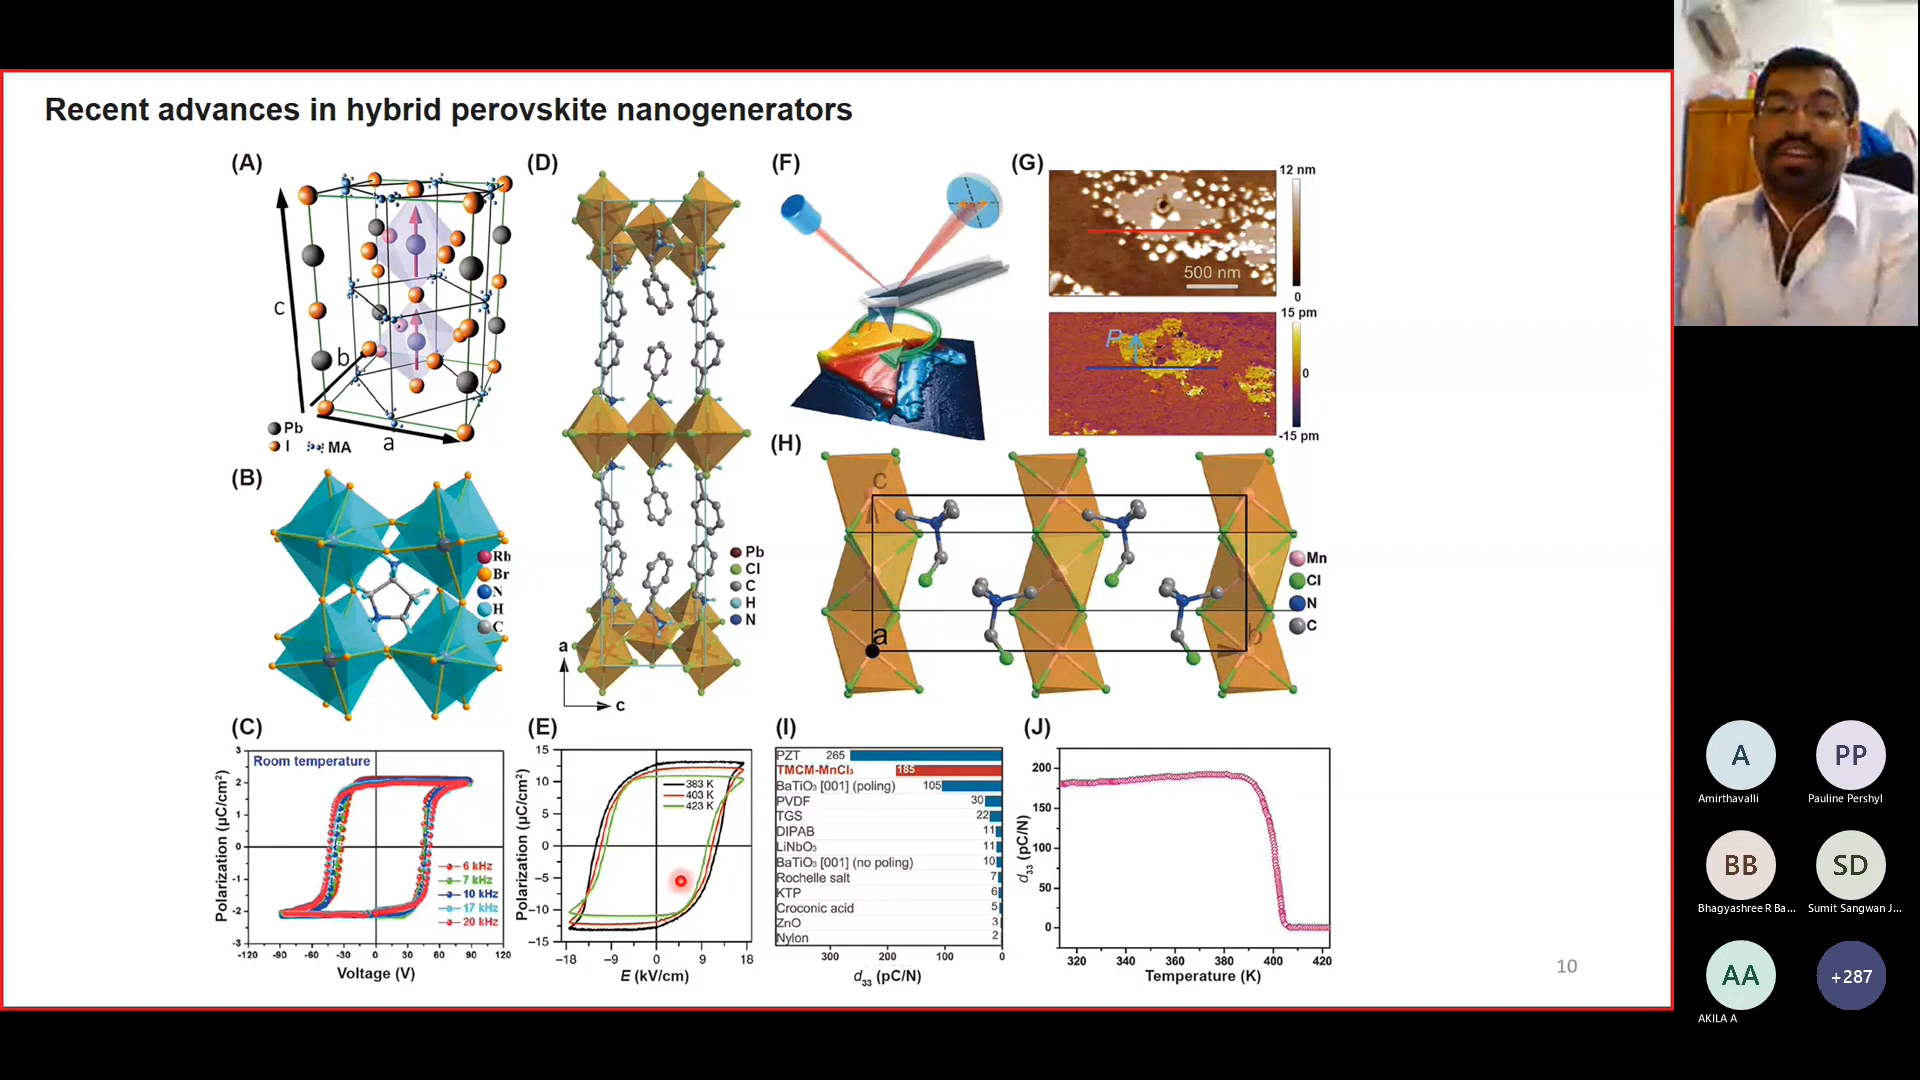 Recent advances in hybrid perovskite nanogenerators
(A)
c
b
a
Pb
I
MA
(B)
Rb
Br
N
H
C
(C)
Room temperature
Polarization (µC/cm²)
3
2
1
0
-1
-2
-3
6 kHz
7 kHz
10 kHz
17 kHz
20 kHz
-120 -90 -60 -30 0 30 60 90 120
Voltage (V)
(D)
Pb
Cl
C
H
N
a
c
(E)
Polarization (µC/cm²)
15
10
5
0
−5
−10
−15
383 K
403 K
423 K
−18 −9 0 9 18
E (kV/cm)
(F)
(G)
12 nm
500 nm
0
15 pm
P
0
-15 pm
(H)
c
a
b
Mn
Cl
N
C
(I)
PZT 265
TMCM-MnCl₃ 185
BaTiO₃ [001] (poling) 105
PVDF 30
TGS 22
DIPAB 11
LiNbO₃ 11
BaTiO₃ [001] (no poling) 10
Rochelle salt 7
KTP 6
Croconic acid 5
ZnO 3
Nylon 2
300 200 100 0
d₃₃ (pC/N)
(J)
d₃₃ (pC/N)
200
150
100
50
0
320 340 360 380 400 420
Temperature (K)
10
A
Amirthavalli
PP
Pauline Pershyl
BB
Bhagyashree R Ba...
SD
Sumit Sangwan J...
AA
AKILA A
+287